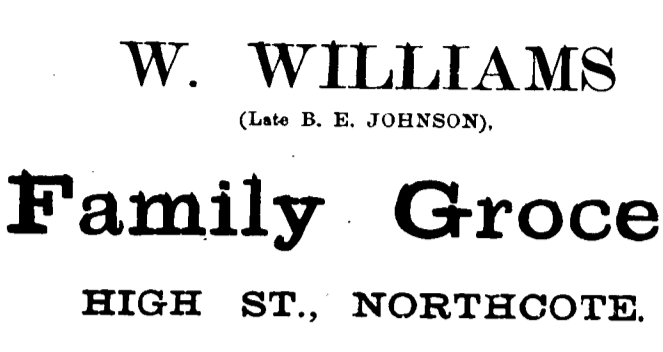 W. WILLIAMS
(Late B. E. JOHNSON),
Family Groce
HIGH ST., NORTHCOTE.